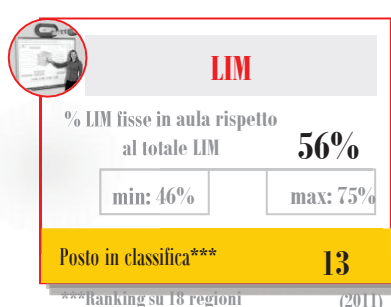 LIM
% LIM fisse in aula rispetto
al totale LIM 56%
min: 46% max: 75%
Posto in classifica*** 13
***Ranking su 18 regioni (2011)